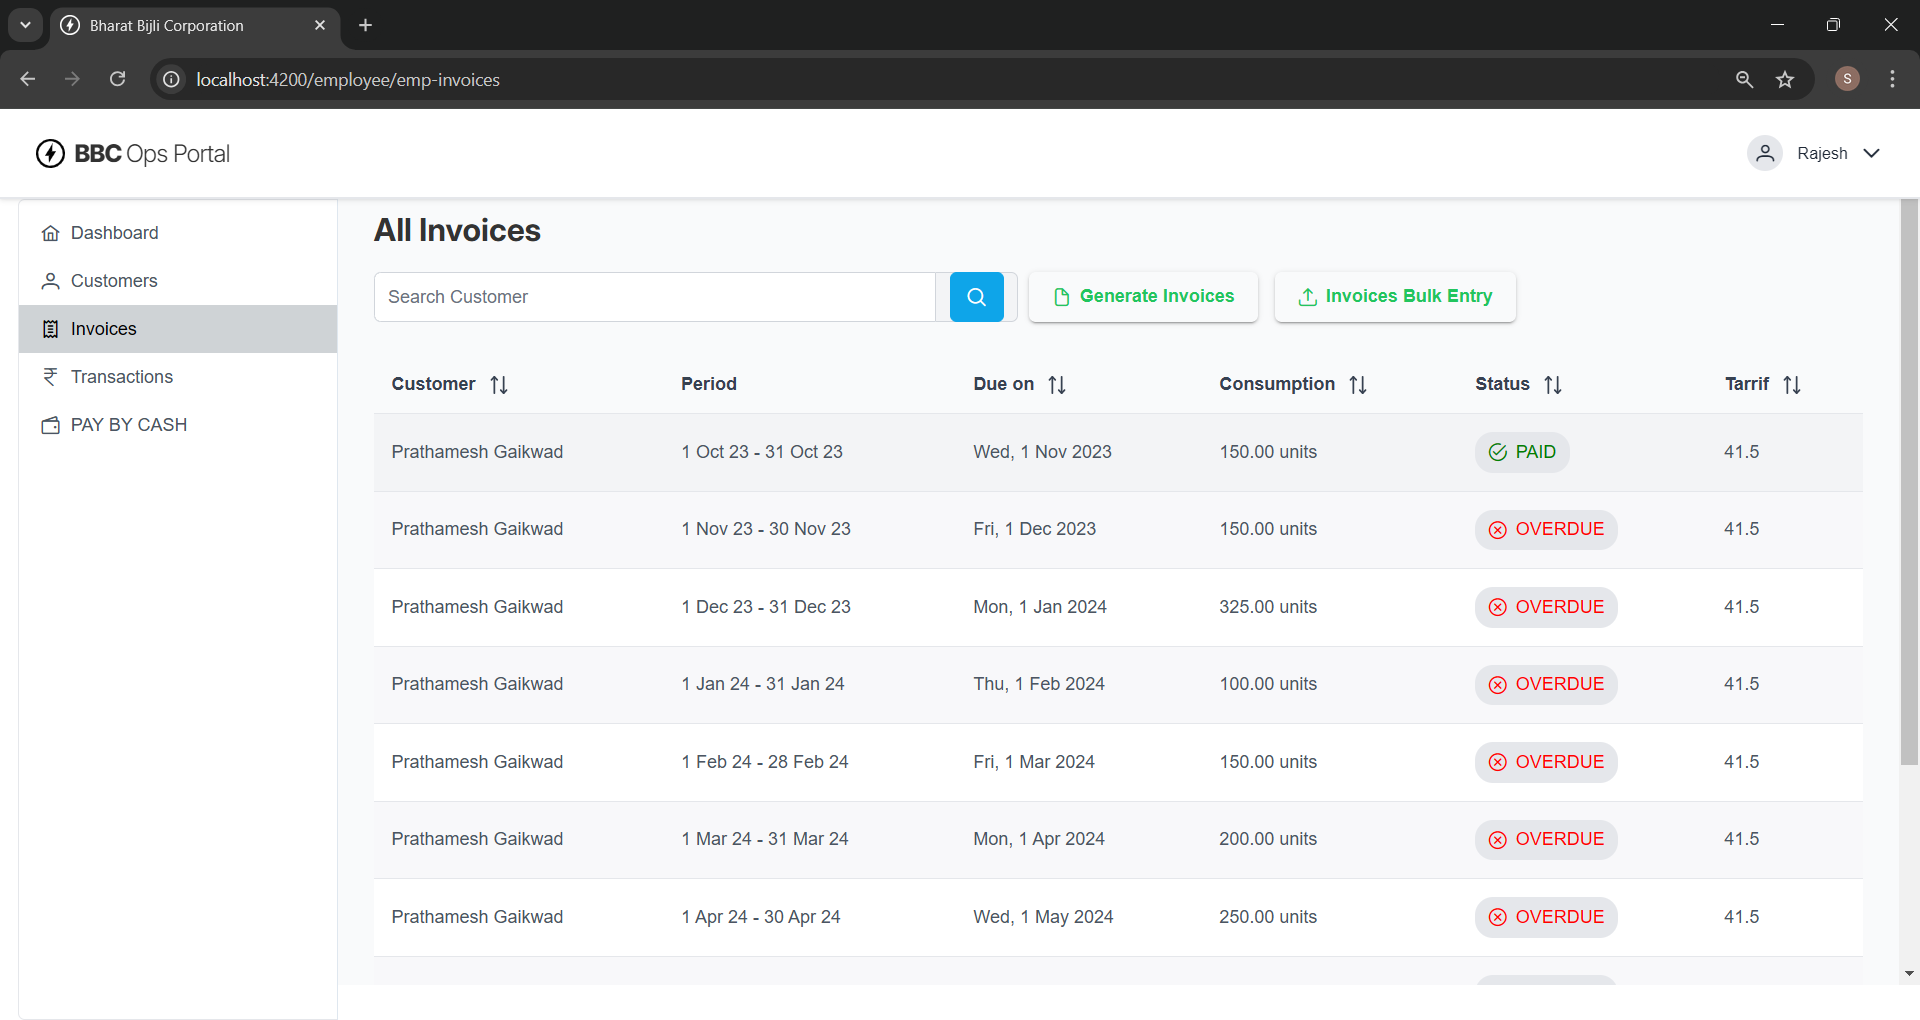 Bharat Bijli Corporation
localhost:4200/employee/emp-invoices
S
BBC Ops Portal
Rajesh
Dashboard
Customers
Invoices
Transactions
PAY BY CASH
All Invoices
Search Customer
Generate Invoices
Invoices Bulk Entry
Customer Period Due on Consumption Status Tarrif
Prathamesh Gaikwad 1 Oct 23 - 31 Oct 23 Wed, 1 Nov 2023 150.00 units PAID 41.5
Prathamesh Gaikwad 1 Nov 23 - 30 Nov 23 Fri, 1 Dec 2023 150.00 units OVERDUE 41.5
Prathamesh Gaikwad 1 Dec 23 - 31 Dec 23 Mon, 1 Jan 2024 325.00 units OVERDUE 41.5
Prathamesh Gaikwad 1 Jan 24 - 31 Jan 24 Thu, 1 Feb 2024 100.00 units OVERDUE 41.5
Prathamesh Gaikwad 1 Feb 24 - 28 Feb 24 Fri, 1 Mar 2024 150.00 units OVERDUE 41.5
Prathamesh Gaikwad 1 Mar 24 - 31 Mar 24 Mon, 1 Apr 2024 200.00 units OVERDUE 41.5
Prathamesh Gaikwad 1 Apr 24 - 30 Apr 24 Wed, 1 May 2024 250.00 units OVERDUE 41.5